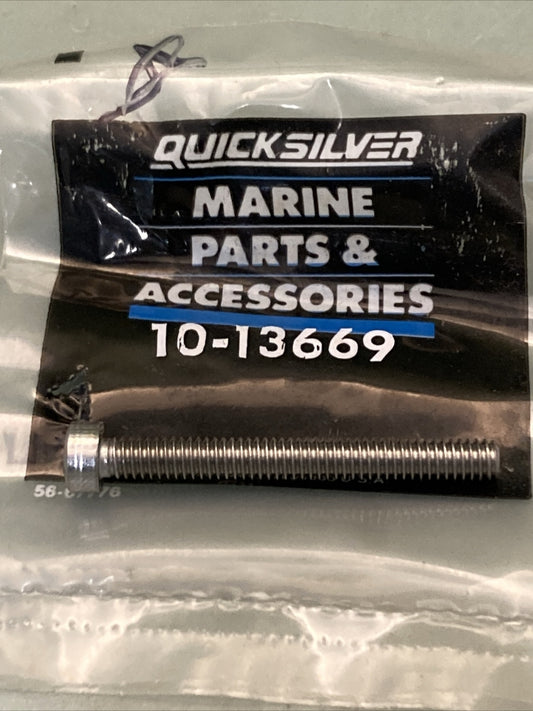 QUICKSILVER
MARINE
PARTS &
ACCESSORIES
10-13669